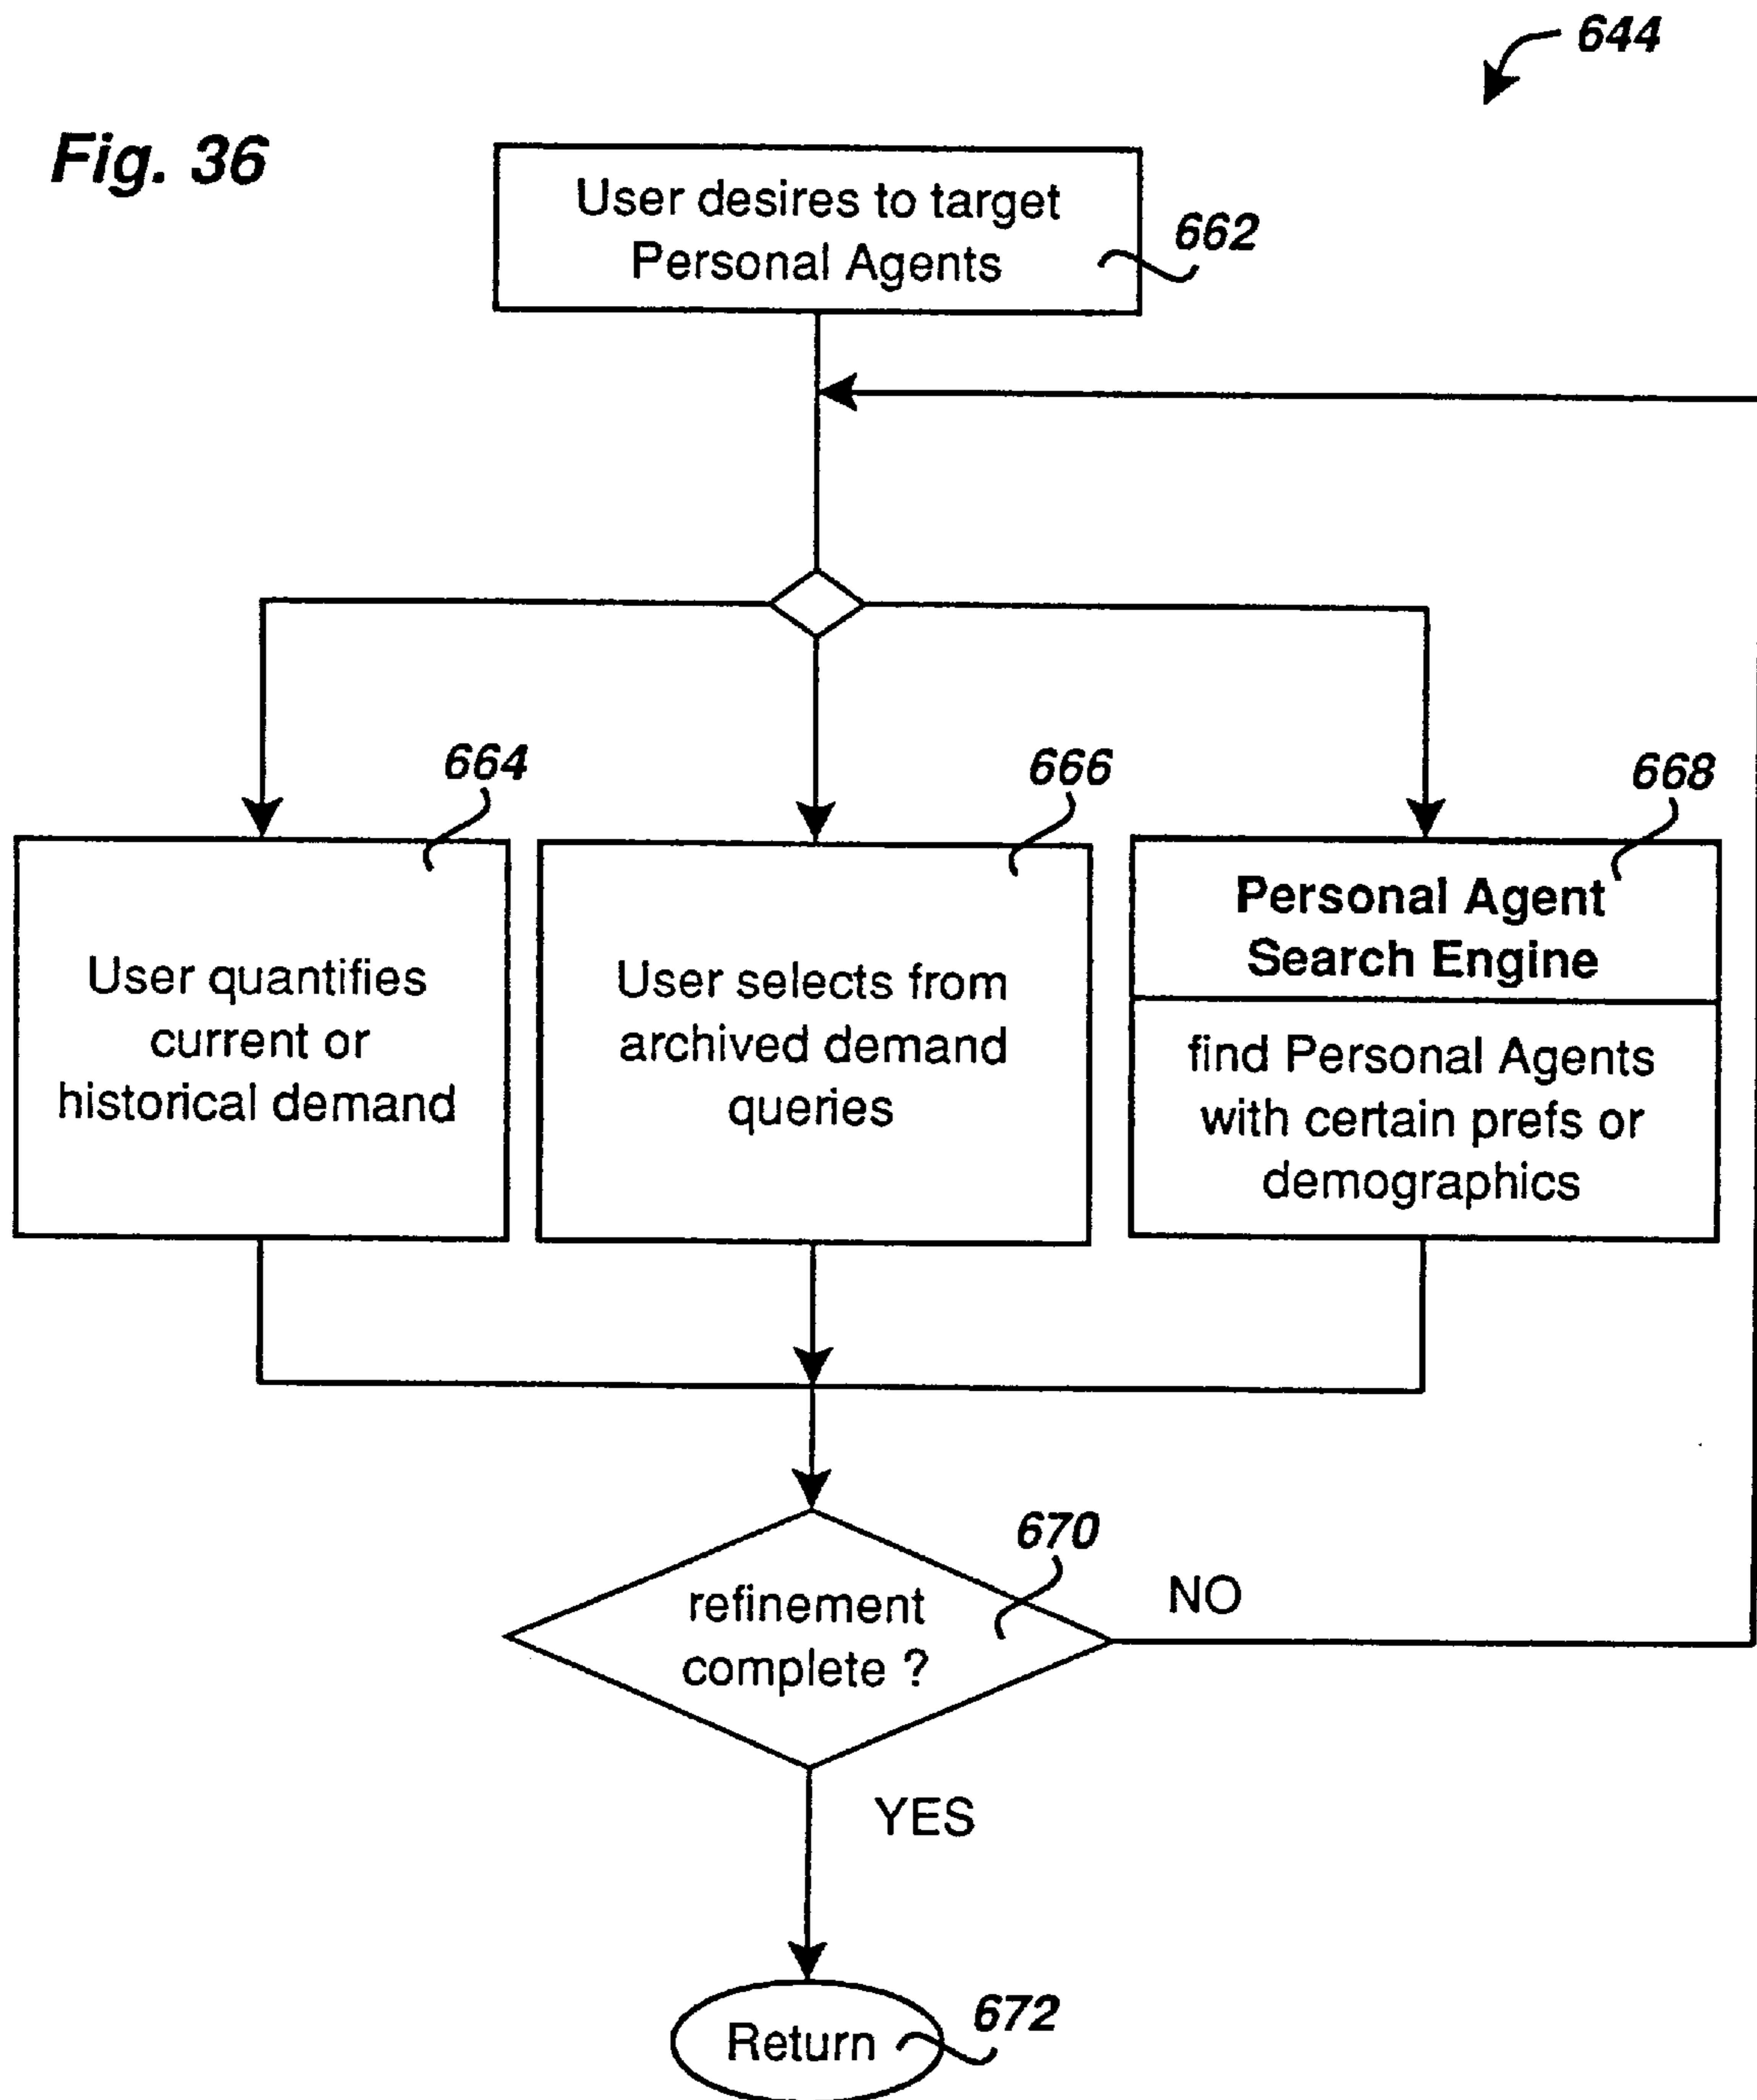 644
Fig. 36
User desires to target
Personal Agents
662
664
User quantifies
current or
historical demand
666
User selects from
archived demand
queries
668
Personal Agent
Search Engine
find Personal Agents
with certain prefs or
demographics
670
refinement
complete ?
NO
YES
Return
672